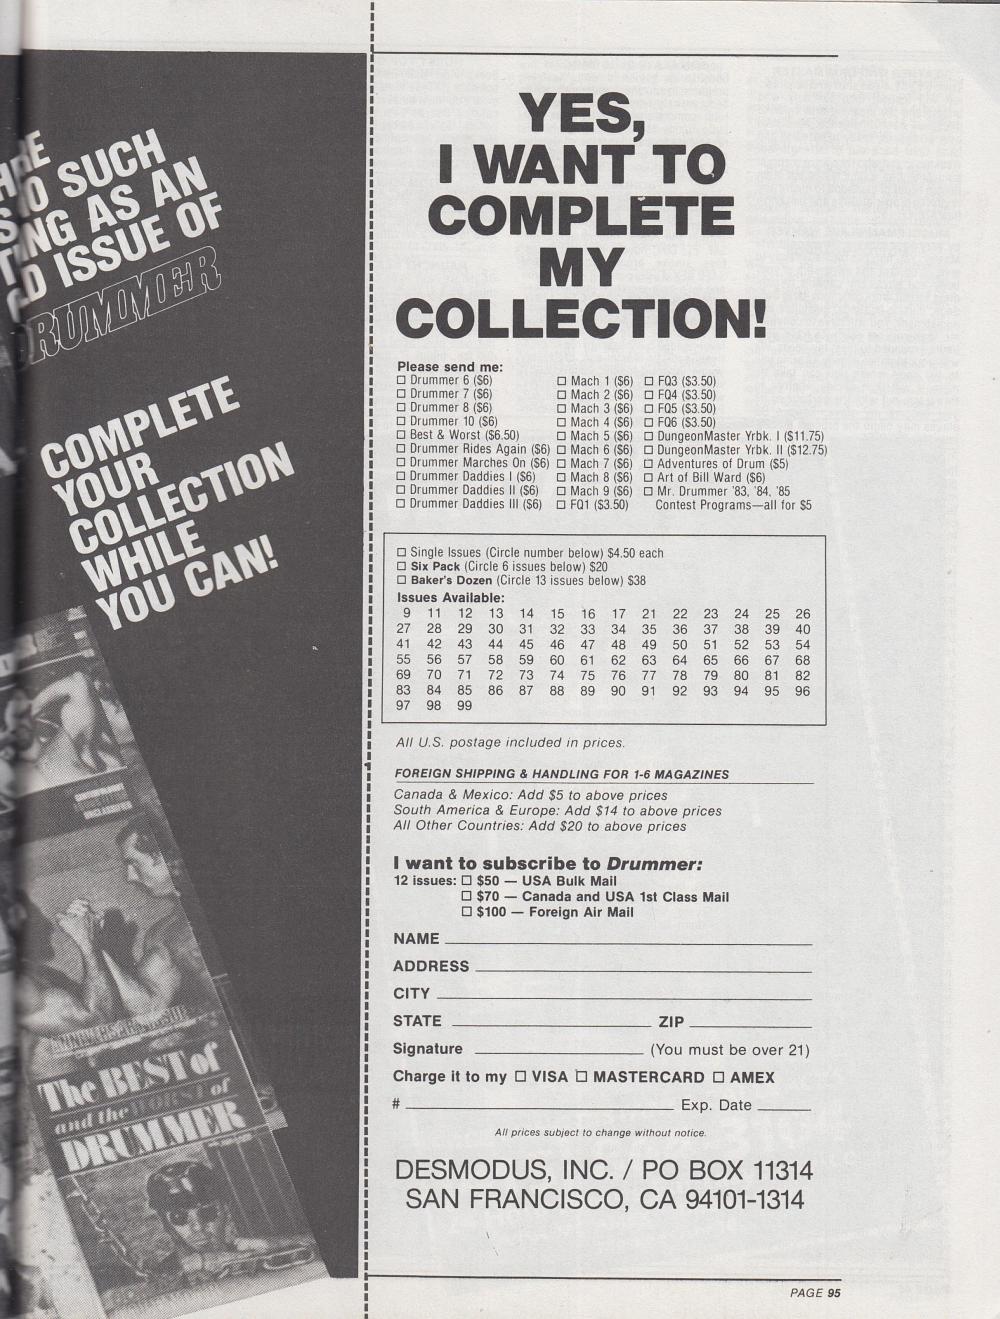 SUCH
AS AN
ISSUE OF
DRUMMER
COMPLETE
YOUR
COLLECTION
WHILE
YOU CAN!
UNCLASSIFIED
ANNIVERSARY ISSUE
The BEST of
and the WORST of
DRUMMER
YES,
I WANT TO
COMPLETE
MY
COLLECTION!
Please send me:
☐ Drummer 6 ($6) ☐ Mach 1 ($6) ☐ FQ3 ($3.50)
☐ Drummer 7 ($6) ☐ Mach 2 ($6) ☐ FQ4 ($3.50)
☐ Drummer 8 ($6) ☐ Mach 3 ($6) ☐ FQ5 ($3.50)
☐ Drummer 10 ($6) ☐ Mach 4 ($6) ☐ FQ6 ($3.50)
☐ Best & Worst ($6.50) ☐ Mach 5 ($6) ☐ DungeonMaster Yrbk. I ($11.75)
☐ Drummer Rides Again ($6) ☐ Mach 6 ($6) ☐ DungeonMaster Yrbk. II ($12.75)
☐ Drummer Marches On ($6) ☐ Mach 7 ($6) ☐ Adventures of Drum ($5)
☐ Drummer Daddies I ($6) ☐ Mach 8 ($6) ☐ Art of Bill Ward ($6)
☐ Drummer Daddies II ($6) ☐ Mach 9 ($6) ☐ Mr. Drummer '83, '84, '85
☐ Drummer Daddies III ($6) ☐ FQ1 ($3.50) Contest Programs—all for $5
☐ Single Issues (Circle number below) $4.50 each
☐ Six Pack (Circle 6 issues below) $20
☐ Baker's Dozen (Circle 13 issues below) $38
Issues Available:
9 11 12 13 14 15 16 17 21 22 23 24 25 26
27 28 29 30 31 32 33 34 35 36 37 38 39 40
41 42 43 44 45 46 47 48 49 50 51 52 53 54
55 56 57 58 59 60 61 62 63 64 65 66 67 68
69 70 71 72 73 74 75 76 77 78 79 80 81 82
83 84 85 86 87 88 89 90 91 92 93 94 95 96
97 98 99
All U.S. postage included in prices.
FOREIGN SHIPPING & HANDLING FOR 1-6 MAGAZINES
Canada & Mexico: Add $5 to above prices
South America & Europe: Add $14 to above prices
All Other Countries: Add $20 to above prices
I want to subscribe to Drummer:
12 issues: ☐ $50 — USA Bulk Mail
☐ $70 — Canada and USA 1st Class Mail
☐ $100 — Foreign Air Mail
NAME
ADDRESS
CITY
STATE ZIP
Signature (You must be over 21)
Charge it to my ☐ VISA ☐ MASTERCARD ☐ AMEX
# Exp. Date
All prices subject to change without notice.
DESMODUS, INC. / PO BOX 11314
SAN FRANCISCO, CA 94101-1314
PAGE 95